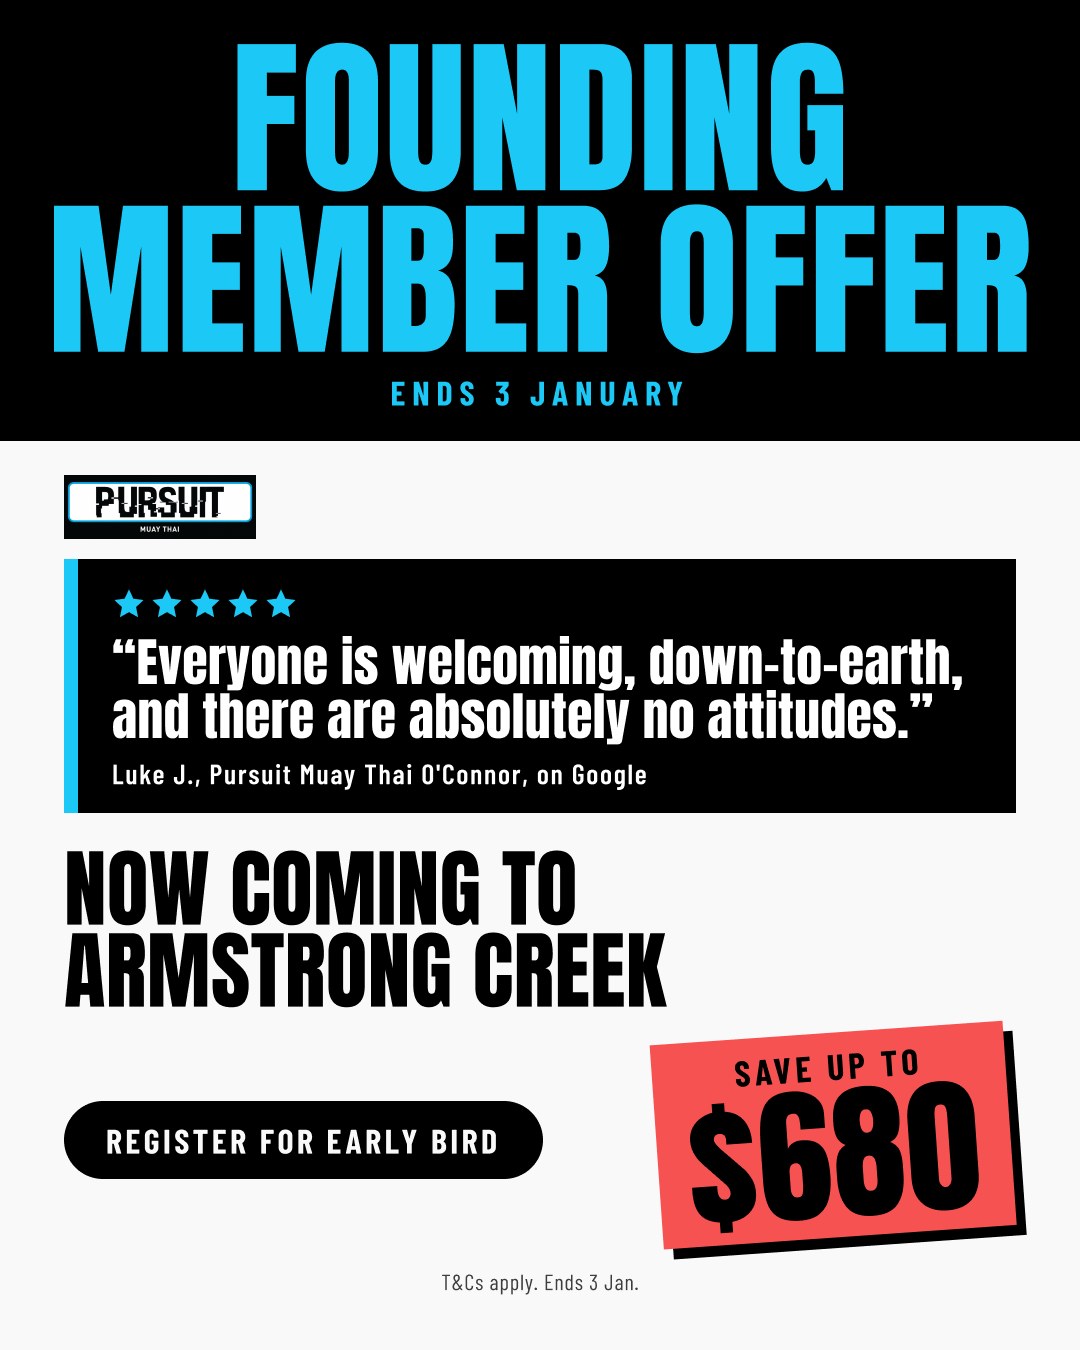 FOUNDING
MEMBER OFFER
ENDS 3 JANUARY
PURSUIT
MUAY THAI
“Everyone is welcoming, down-to-earth,
and there are absolutely no attitudes.”
Luke J., Pursuit Muay Thai O'Connor, on Google
NOW COMING TO
ARMSTRONG CREEK
SAVE UP TO
$680
REGISTER FOR EARLY BIRD
T&Cs apply. Ends 3 Jan.